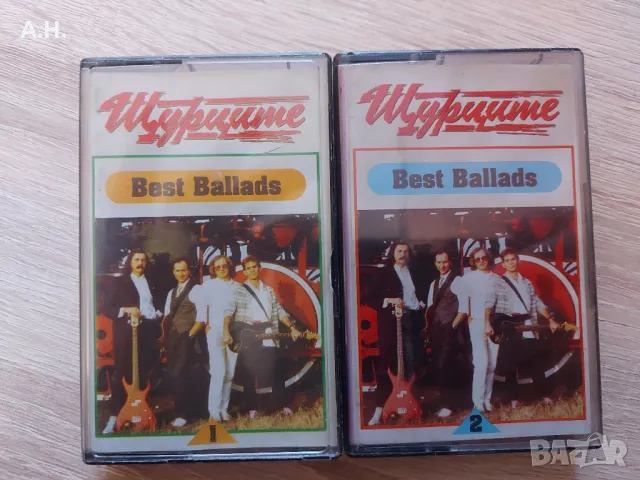 A.H.
Щурците
Best Ballads
1
Щурците
Best Ballads
2
BAZAR